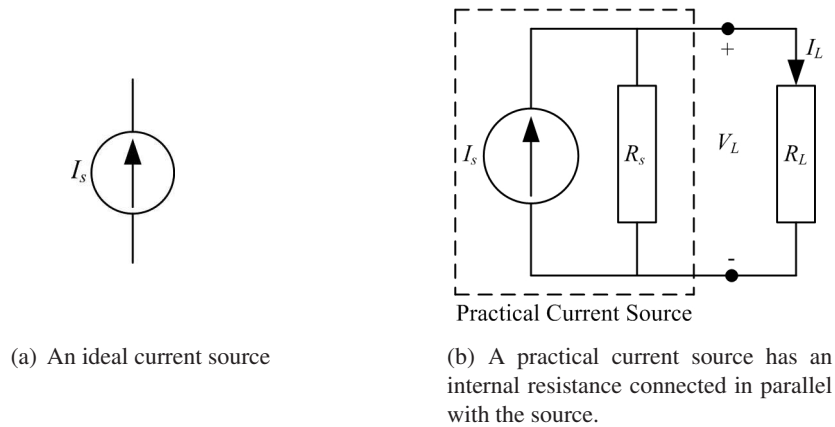 I_s
(a) An ideal current source
I_s
R_s
+
V_L
-
I_L
R_L
Practical Current Source
(b) A practical current source has an
internal resistance connected in parallel
with the source.